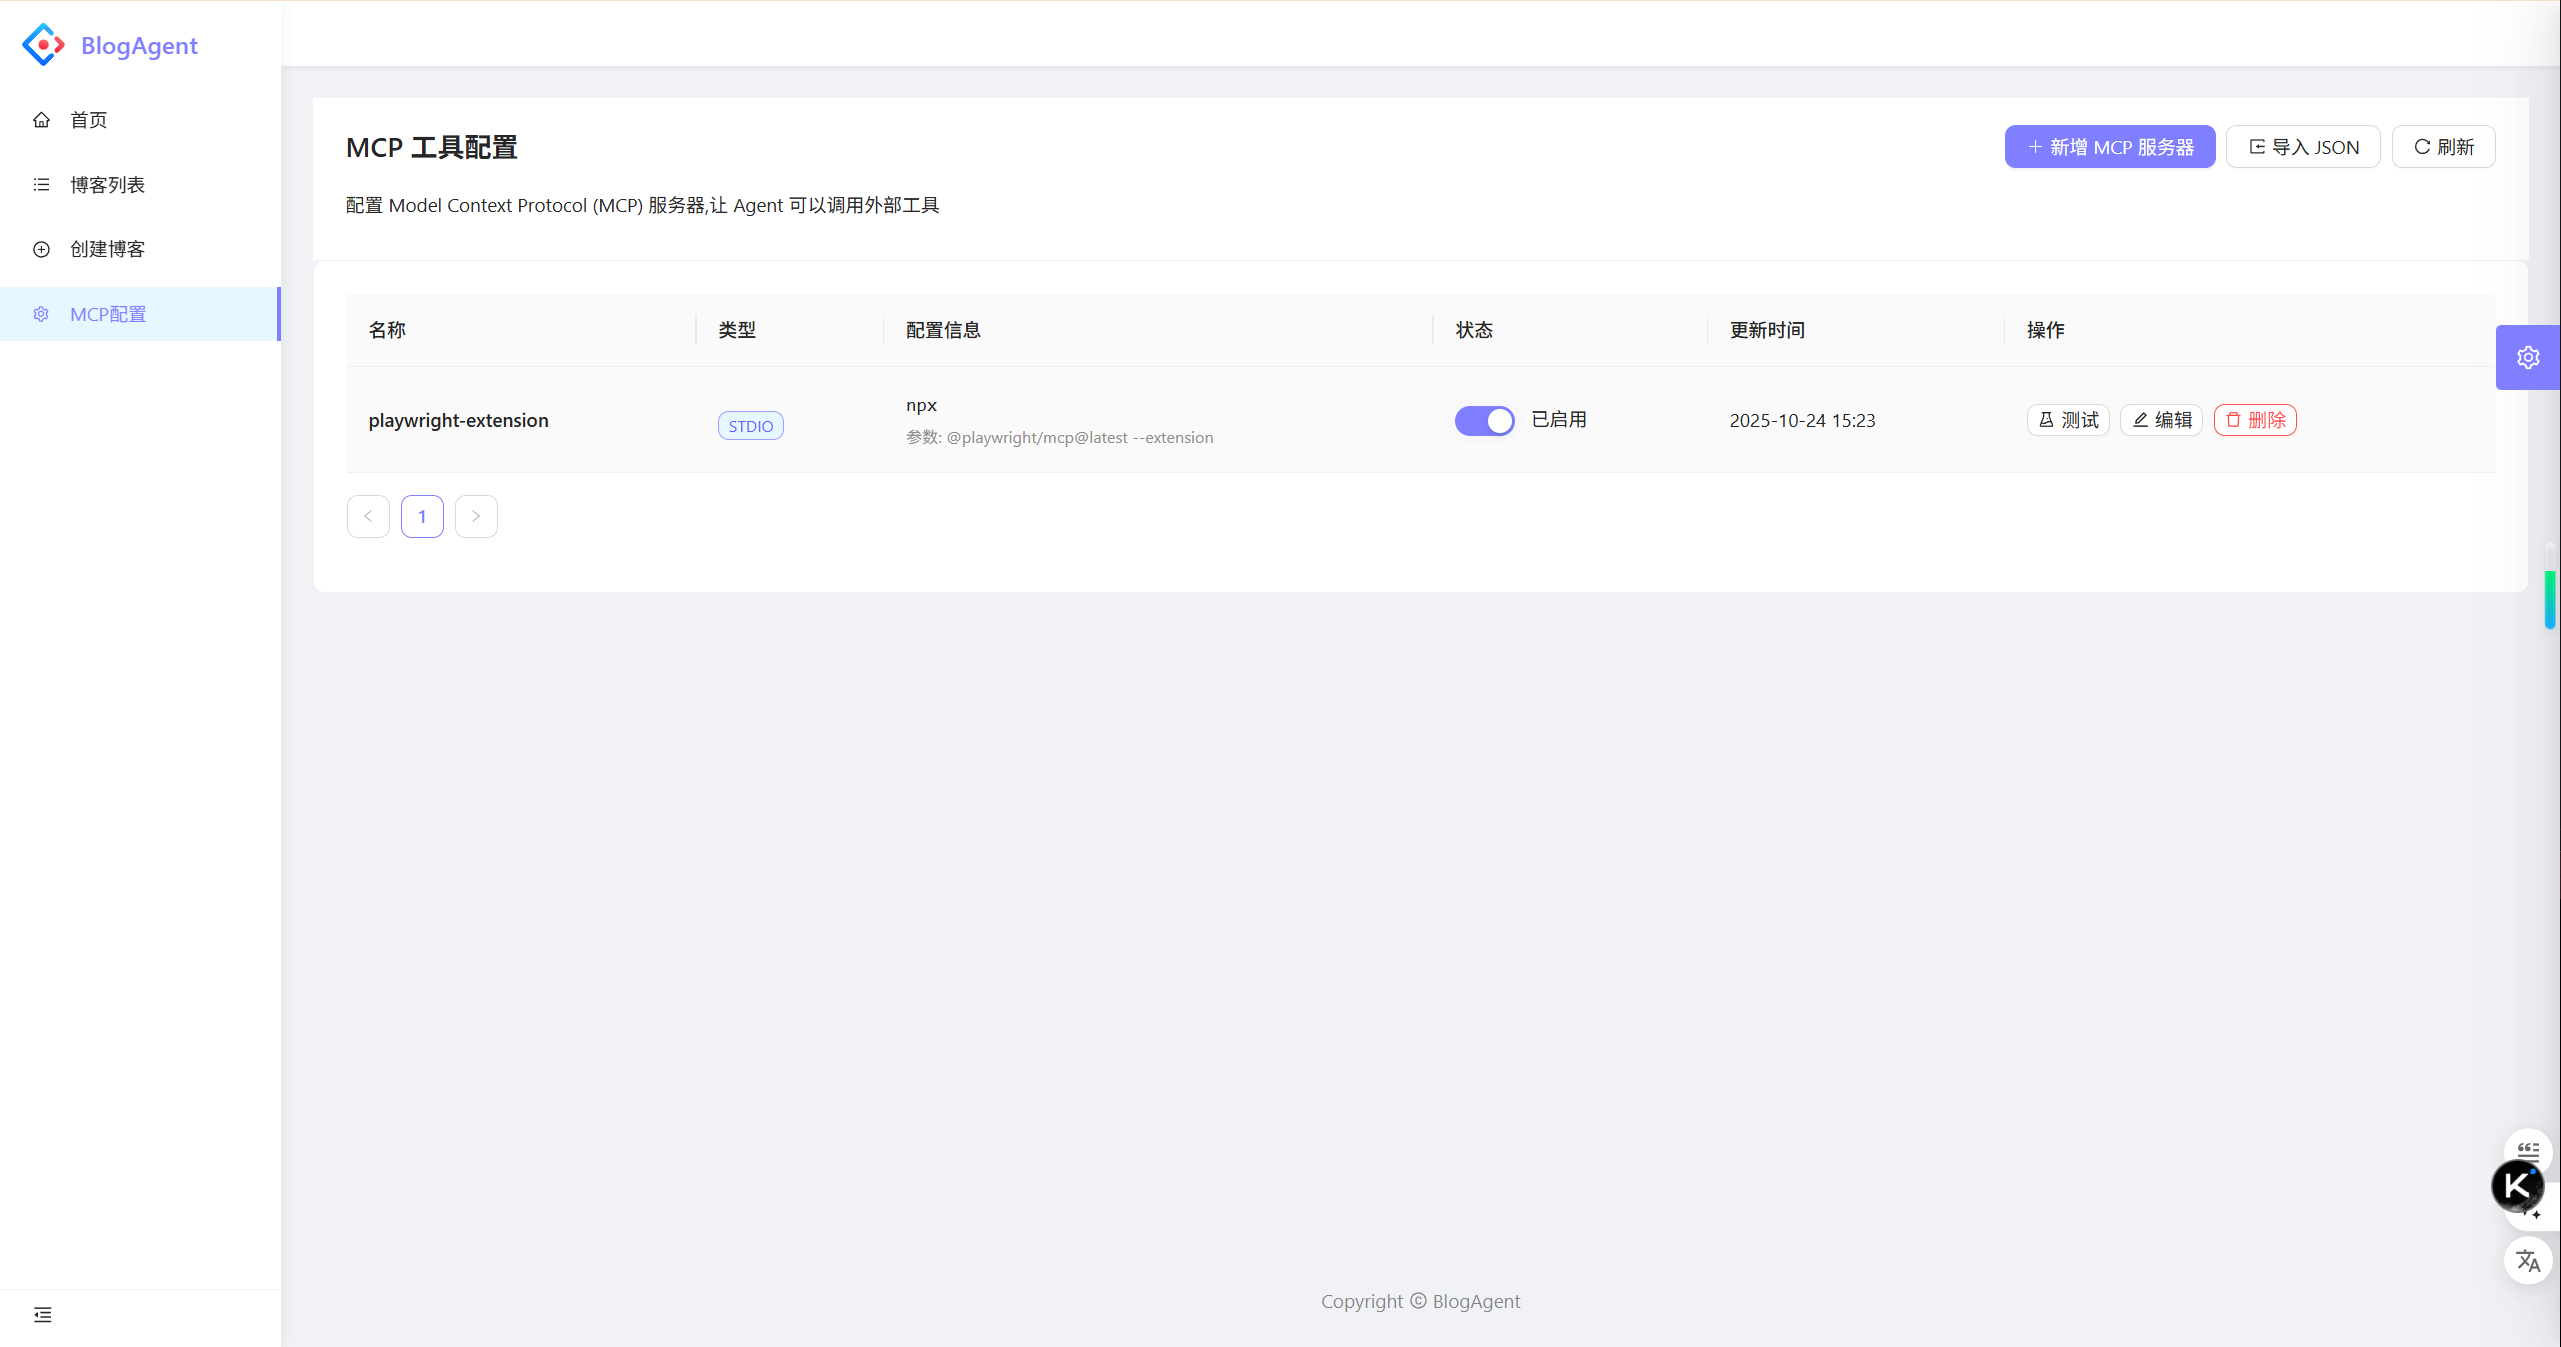 BlogAgent
首页
博客列表
创建博客
MCP配置
MCP 工具配置
新增 MCP 服务器
导入 JSON
刷新
配置 Model Context Protocol (MCP) 服务器,让 Agent 可以调用外部工具
名称 类型 配置信息 状态 更新时间 操作
playwright-extension
STDIO
npx
参数: @playwright/mcp@latest --extension
已启用
2025-10-24 15:23
测试 编辑 删除
1
K
文A
Copyright © BlogAgent